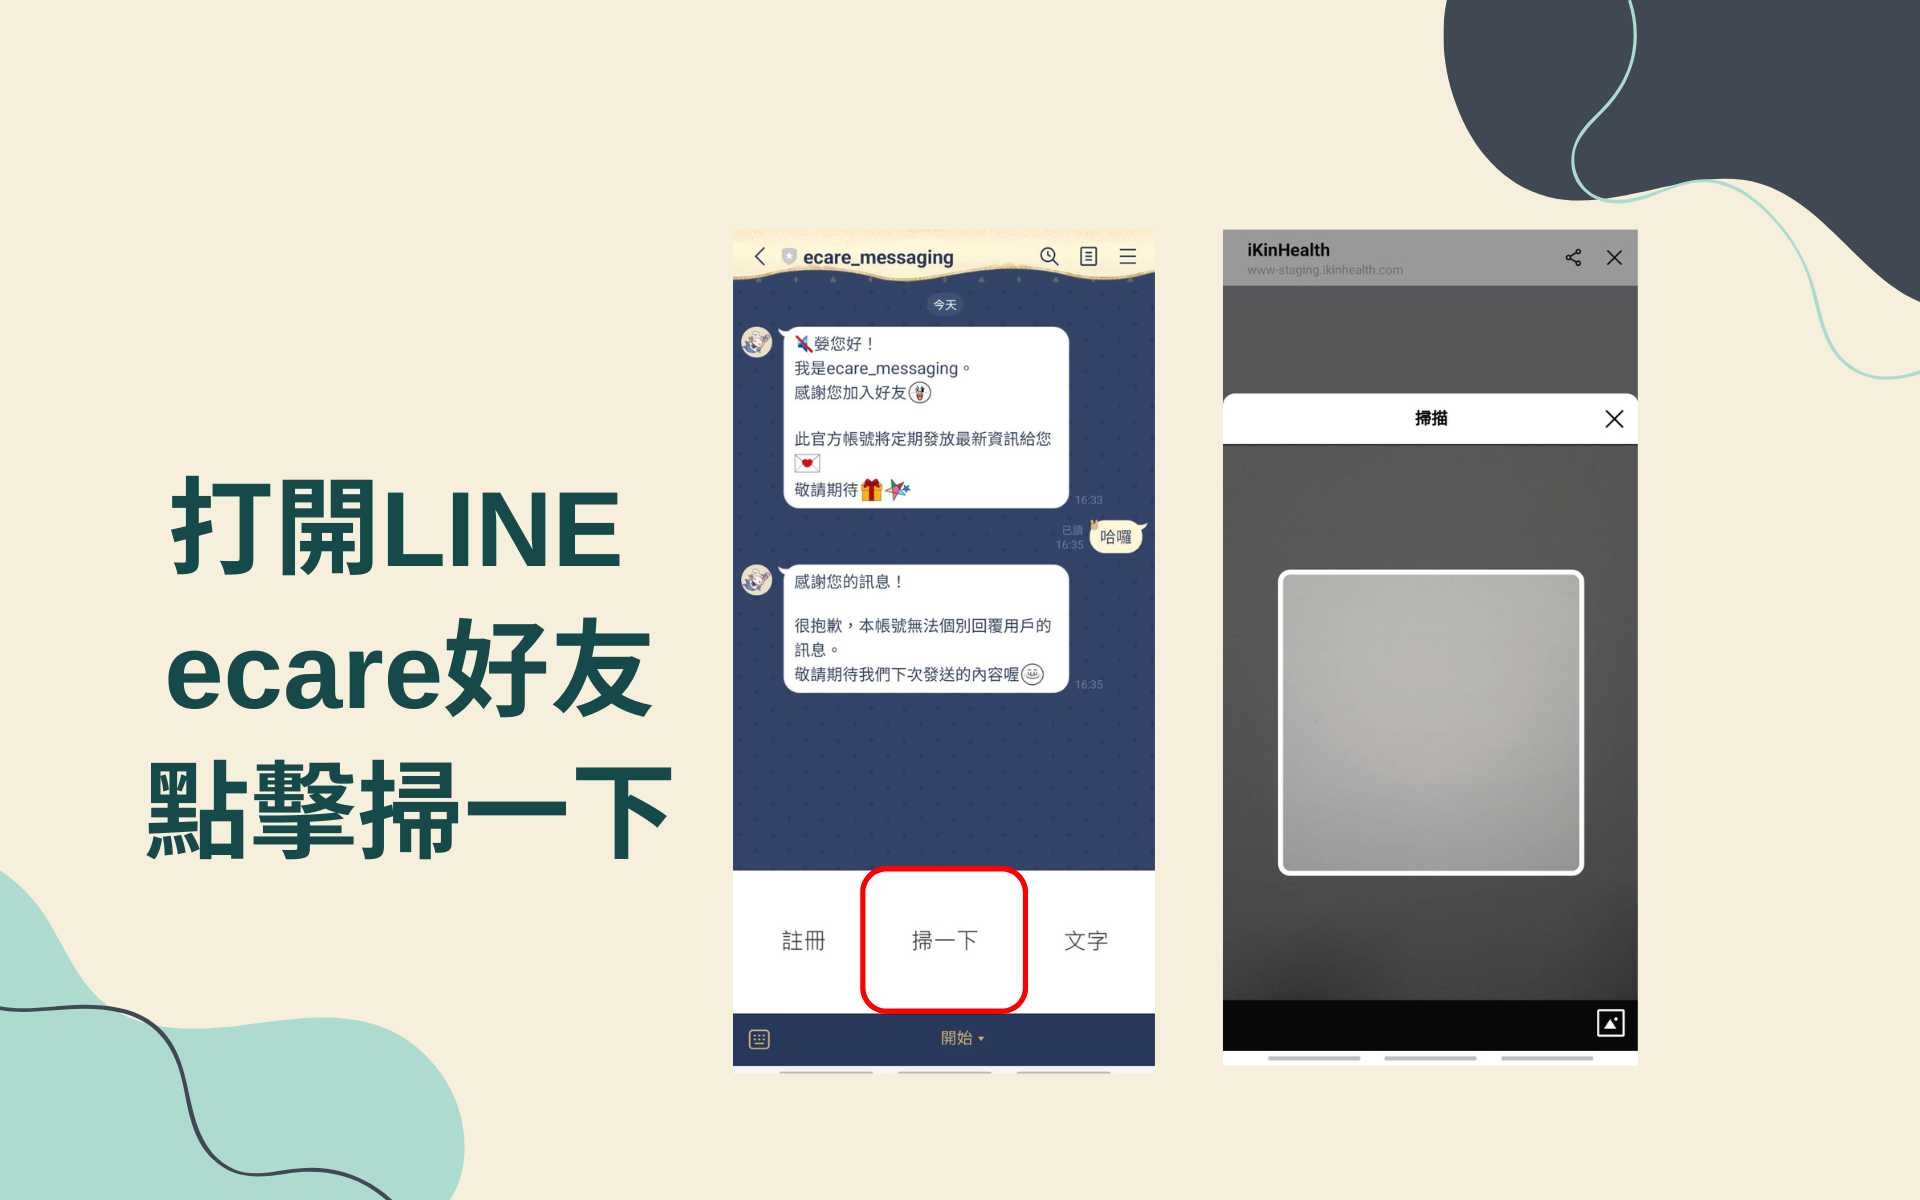 打開LINE
ecare好友
點擊掃一下
ecare_messaging
今天
嫈您好！
我是ecare_messaging。
感謝您加入好友
此官方帳號將定期發放最新資訊給您
敬請期待
16:33
已讀
16:35
哈囉
感謝您的訊息！
很抱歉，本帳號無法個別回覆用戶的
訊息。
敬請期待我們下次發送的內容喔
16:35
註冊
掃一下
文字
開始
iKinHealth
www-staging.ikinhealth.com
掃描